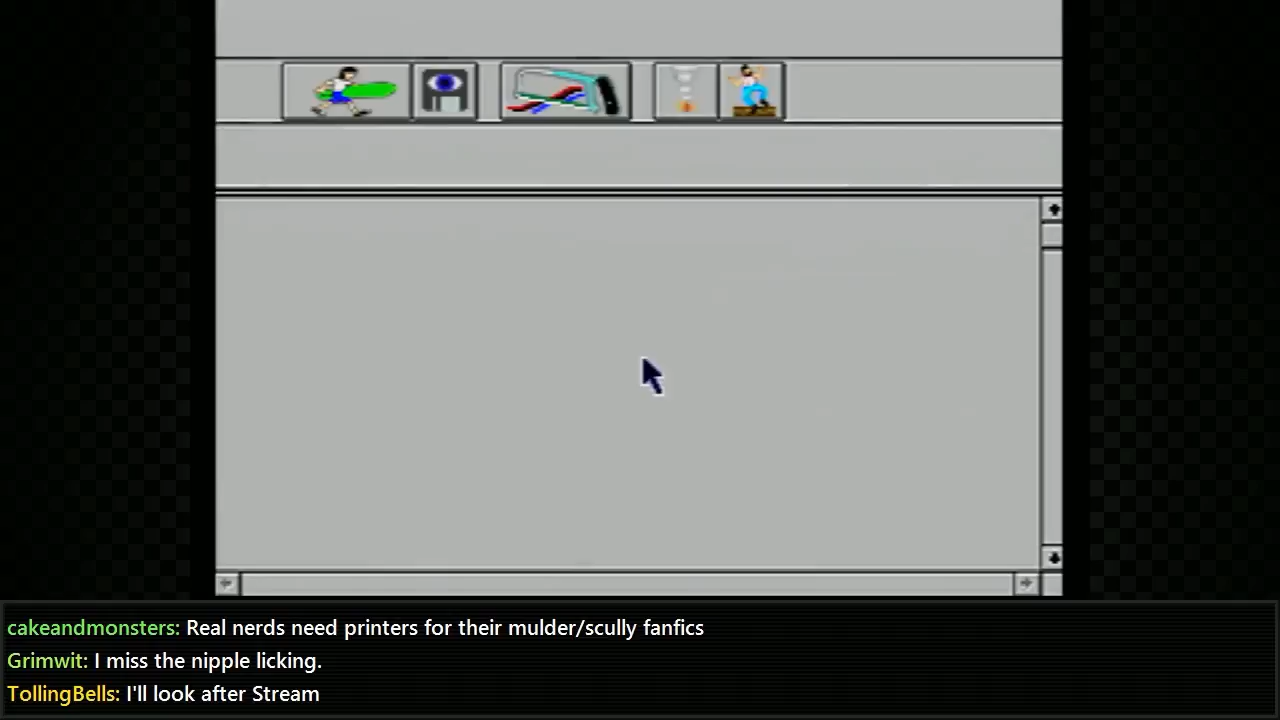 cakeandmonsters: Real nerds need printers for their mulder/scully fanfics
Grimwit: I miss the nipple licking.
TollingBells: I'll look after Stream